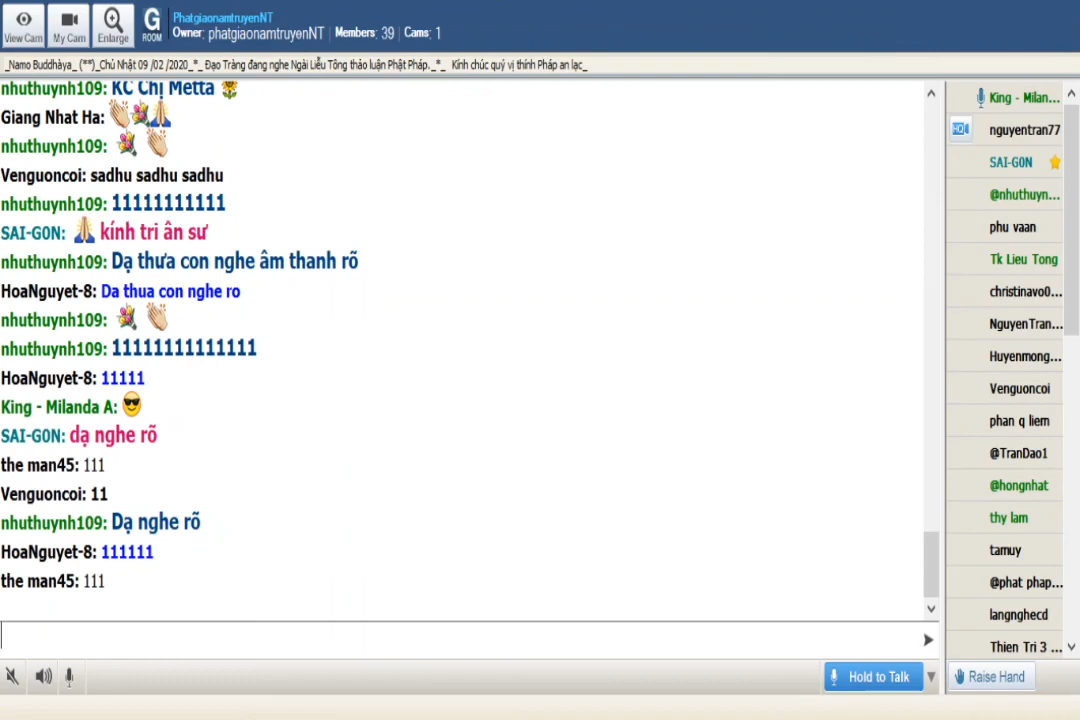 View Cam
My Cam
Enlarge
G
ROOM
PhatgiaonamtruyenNT
Owner: phatgiaonamtruyenNT | Members: 39 | Cams: 1
_Namo Buddhàya_ (**)_Chủ Nhật 09 /02 /2020_*_ Đạo Tràng đang nghe Ngài Liễu Tông thảo luận Phật Pháp._*_ Kính chúc quý vị thính Pháp an lạc_
nhuthuynh109: KC Chị Metta
Giang Nhat Ha:
nhuthuynh109:
Venguoncoi: sadhu sadhu sadhu
nhuthuynh109: 11111111111
SAI-G0N: kính tri ân sư
nhuthuynh109: Dạ thưa con nghe âm thanh rõ
HoaNguyet-8: Da thua con nghe ro
nhuthuynh109:
nhuthuynh109: 11111111111111
HoaNguyet-8: 11111
King - Milanda A:
SAI-G0N: dạ nghe rõ
the man45: 111
Venguoncoi: 11
nhuthuynh109: Dạ nghe rõ
HoaNguyet-8: 111111
the man45: 111
King - Milan...
HD
nguyentran77
SAI-G0N
@nhuthuyn...
phu vaan
Tk Lieu Tong
christinavo0...
NguyenTran...
Huyenmong...
Venguoncoi
phan q liem
@TranDao1
@hongnhat
thy lam
tamuy
@phat phap...
langnghecd
Thien Tri 3 ...
Hold to Talk
Raise Hand